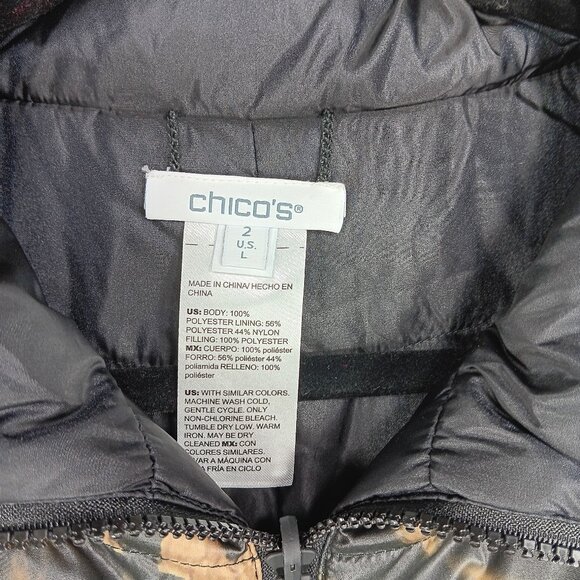 chico's®
2
U.S.
L
MADE IN CHINA/ HECHO EN
CHINA
US: BODY: 100%
POLYESTER LINING: 56%
POLYESTER 44% NYLON
FILLING: 100% POLYESTER
MX: CUERPO: 100% poliéster
FORRO: 56% poliéster 44%
poliamida RELLENO: 100%
poliéster
US: WITH SIMILAR COLORS.
MACHINE WASH COLD,
GENTLE CYCLE. ONLY
NON-CHLORINE BLEACH.
TUMBLE DRY LOW. WARM
IRON. MAY BE DRY
CLEANED MX: CON
COLORES SIMILARES.
A MÁQUINA CON
FRÍA EN CICLO